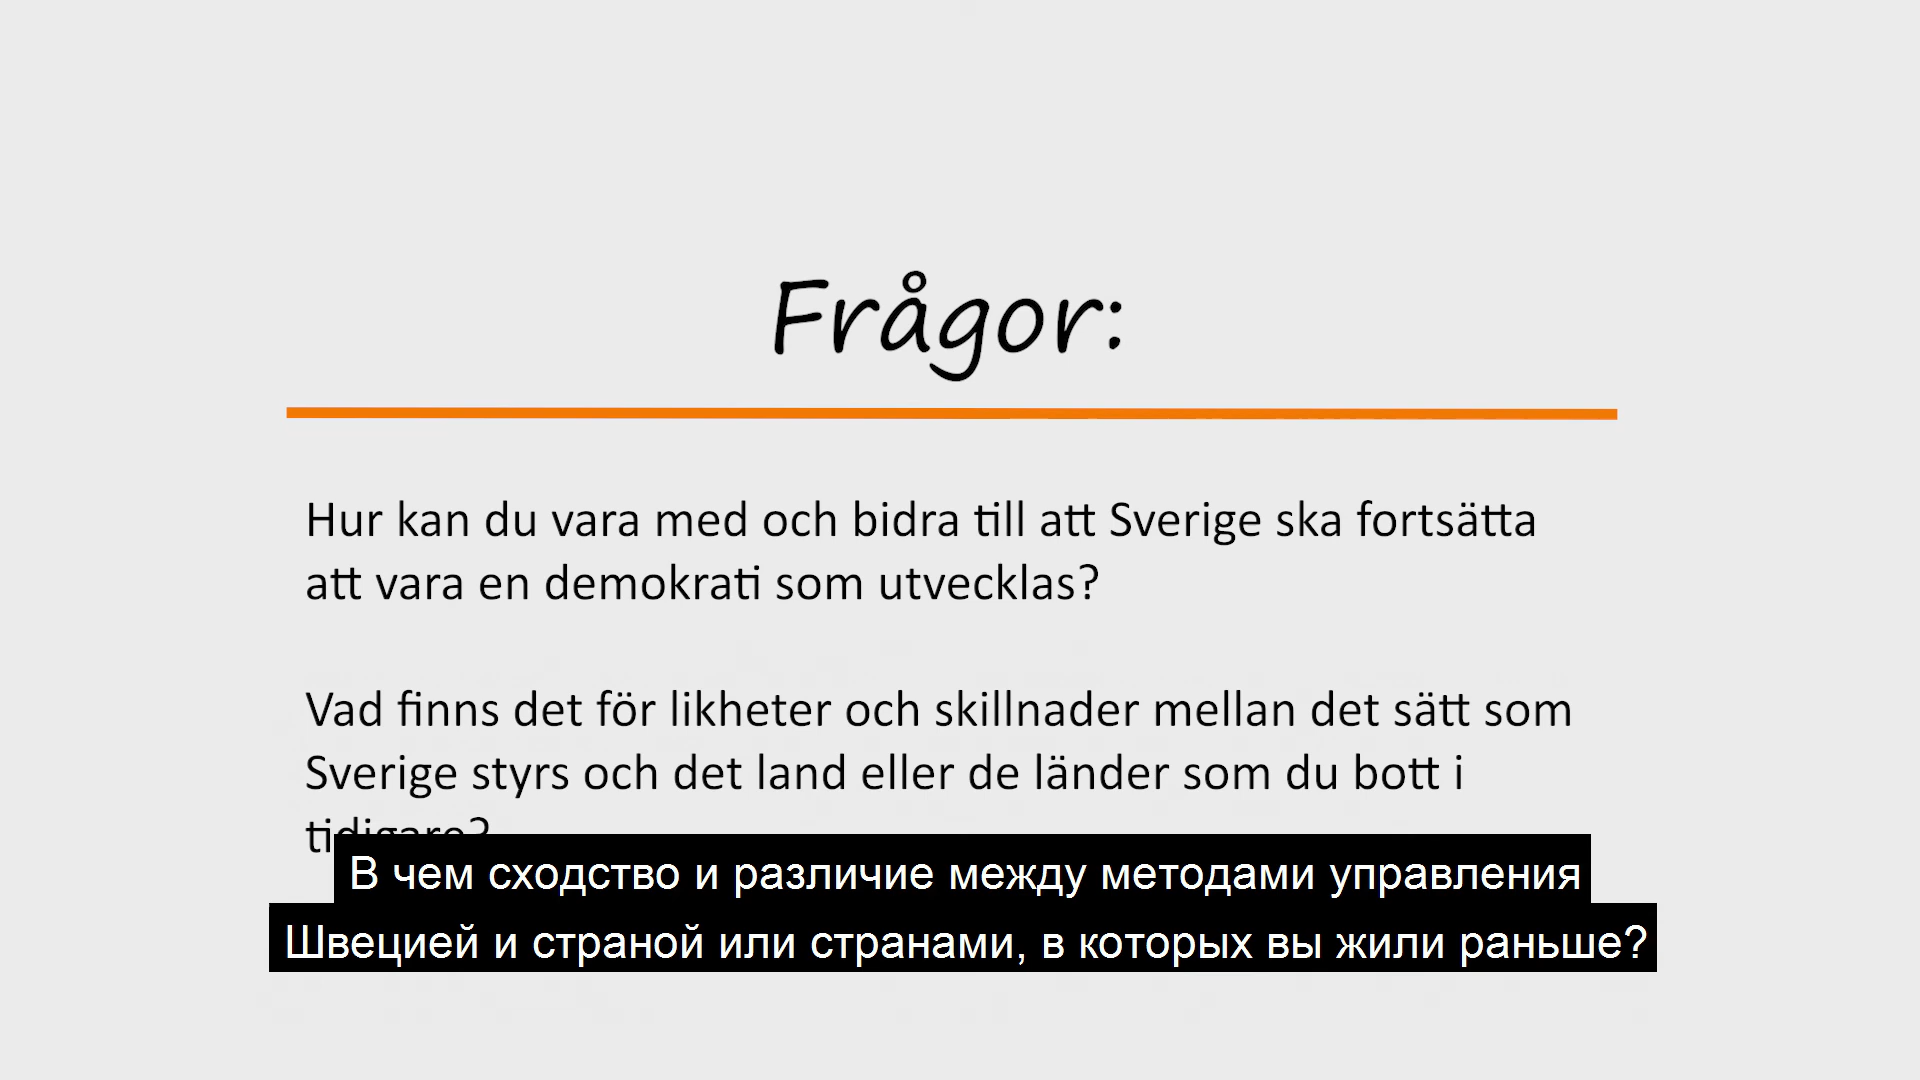 Frågor:
Hur kan du vara med och bidra till att Sverige ska fortsätta
att vara en demokrati som utvecklas?
Vad finns det för likheter och skillnader mellan det sätt som
Sverige styrs och det land eller de länder som du bott i
tidigare?
В чем сходство и различие между методами управления
Швецией и страной или странами, в которых вы жили раньше?